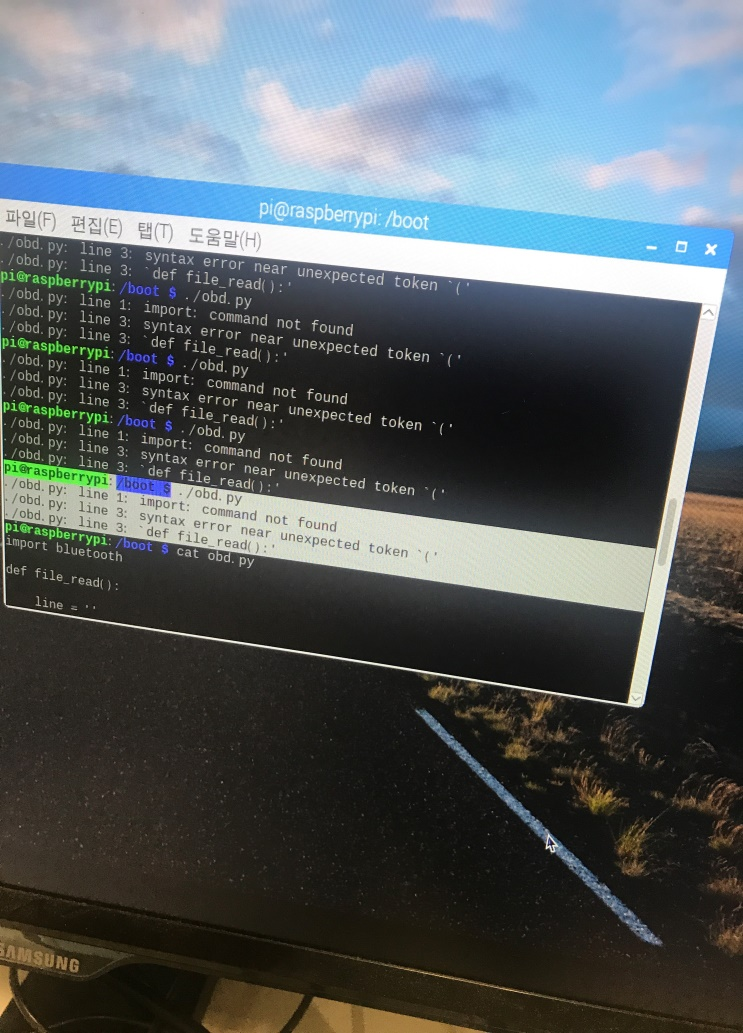 pi@raspberrypi: /boot
파일(F) 편집(E) 탭(T) 도움말(H)
./obd.py: line 3: syntax error near unexpected token `('
./obd.py: line 3: `def file_read():'
pi@raspberrypi:/boot $ ./obd.py
./obd.py: line 1: import: command not found
./obd.py: line 3: syntax error near unexpected token `('
./obd.py: line 3: `def file_read():'
pi@raspberrypi:/boot $ ./obd.py
./obd.py: line 1: import: command not found
./obd.py: line 3: syntax error near unexpected token `('
./obd.py: line 3: `def file_read():'
pi@raspberrypi:/boot $ ./obd.py
./obd.py: line 1: import: command not found
./obd.py: line 3: syntax error near unexpected token `('
./obd.py: line 3: `def file_read():'
pi@raspberrypi:/boot $ ./obd.py
./obd.py: line 1: import: command not found
./obd.py: line 3: syntax error near unexpected token `('
./obd.py: line 3: `def file_read():'
pi@raspberrypi:/boot $ cat obd.py
import bluetooth
def file_read():
line = ''
SAMSUNG